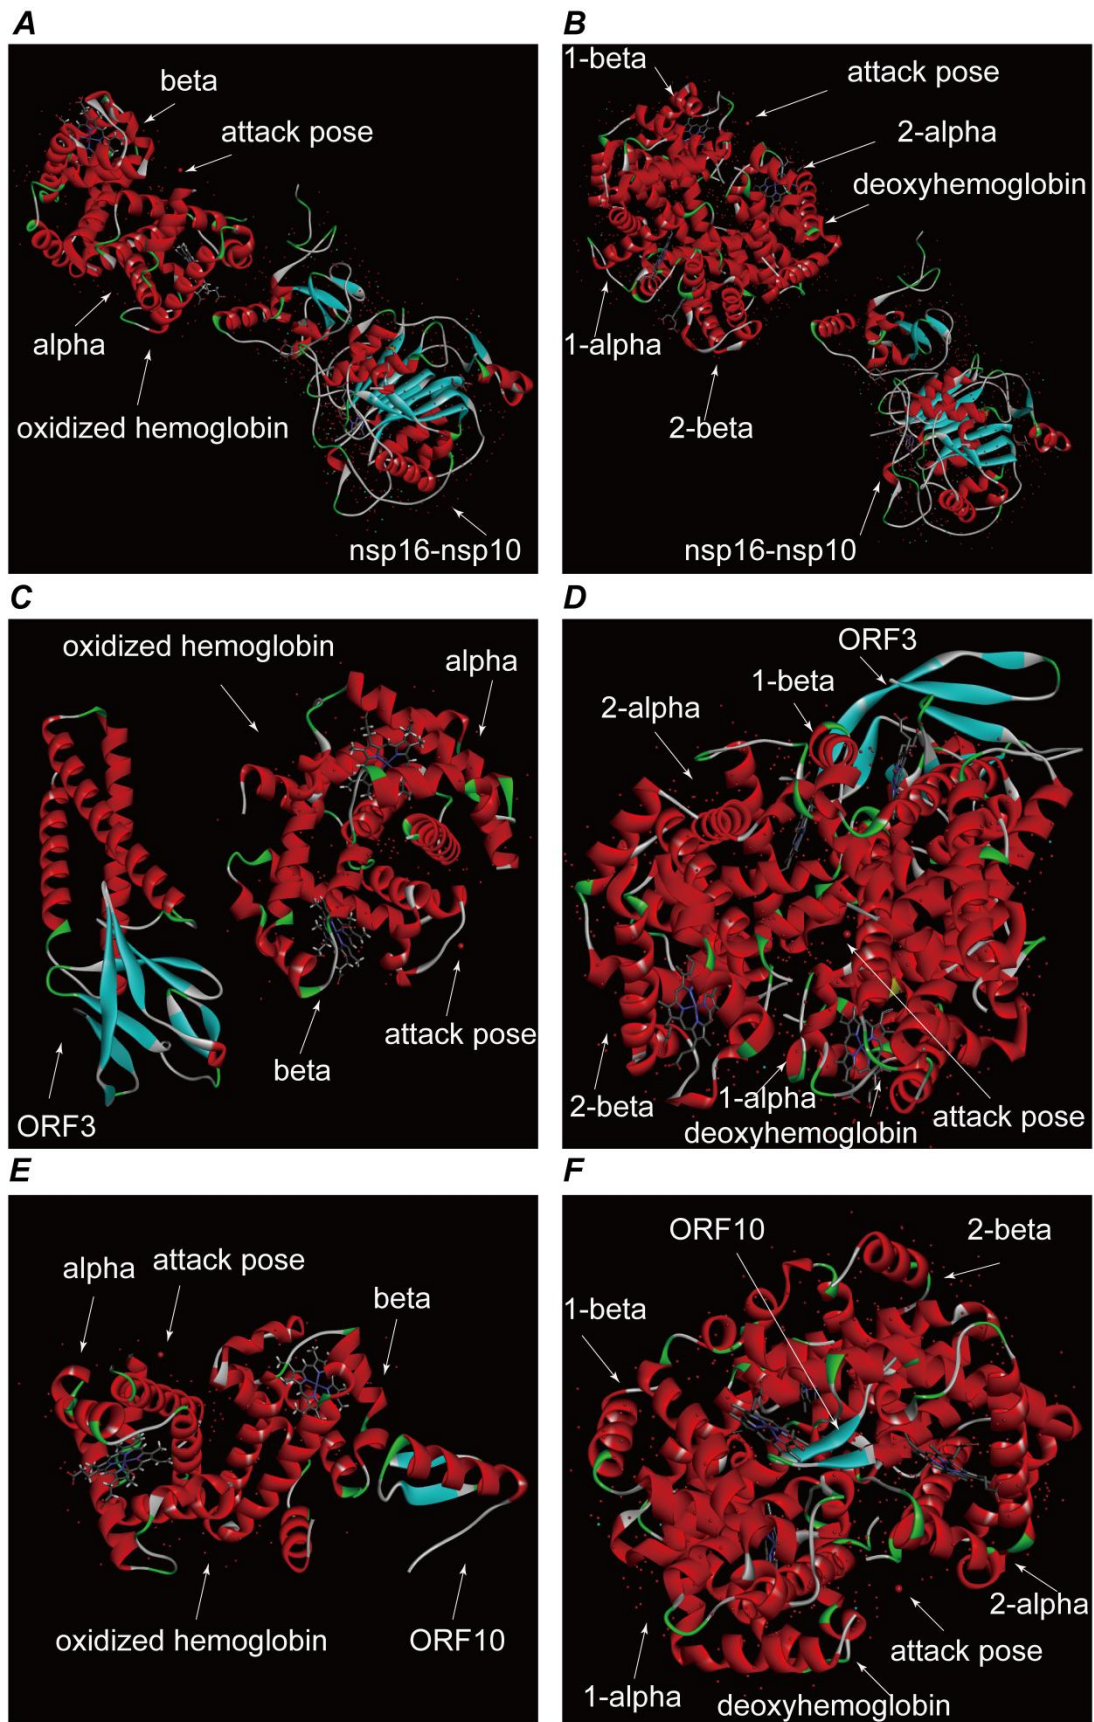 A
beta
attack pose
alpha
oxidized hemoglobin
nsp16-nsp10
B
1-beta
attack pose
2-alpha
deoxyhemoglobin
1-alpha
2-beta
nsp16-nsp10
C
oxidized hemoglobin
alpha
attack pose
beta
ORF3
D
ORF3
1-beta
2-alpha
2-beta
1-alpha
attack pose
deoxyhemoglobin
E
attack pose
alpha
beta
oxidized hemoglobin
ORF10
F
ORF10
2-beta
1-beta
2-alpha
attack pose
1-alpha
deoxyhemoglobin